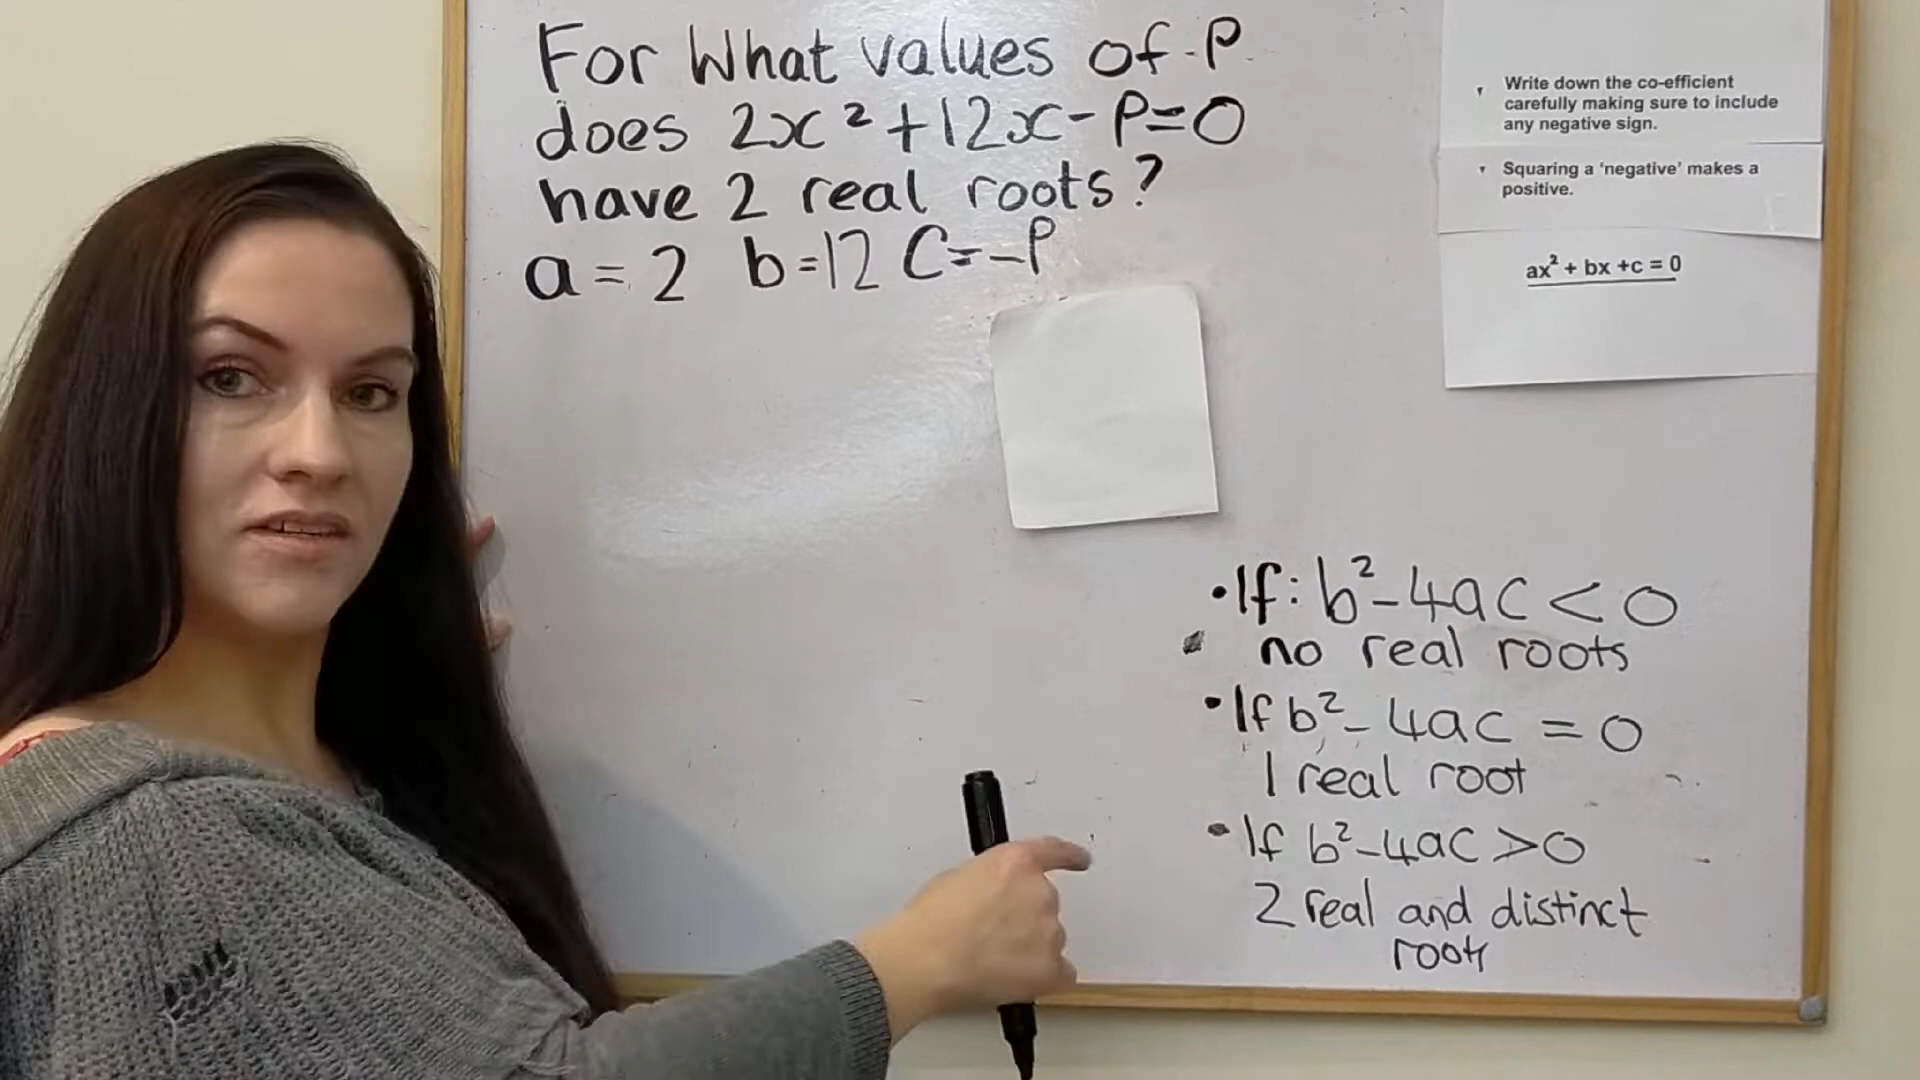 For What values of P
does 2x² + 12x - P = 0
have 2 real roots?
a = 2 b = 12 C = -P
Write down the co-efficient
carefully making sure to include
any negative sign.
Squaring a ‘negative’ makes a
positive.
ax² + bx +c = 0
• If: b² - 4ac < 0
no real roots
• If b² - 4ac = 0
1 real root
• If b² - 4ac > 0
2 real and distinct
roots